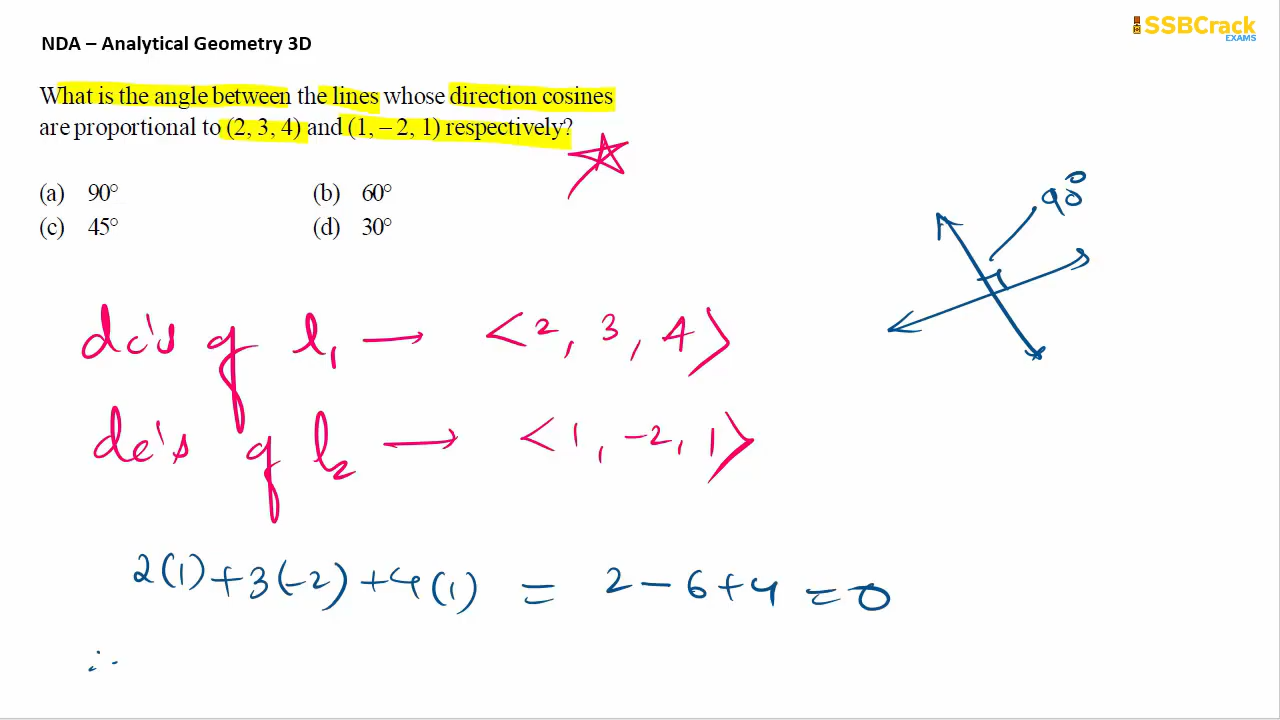 SSBCrack
EXAMS
NDA – Analytical Geometry 3D
What is the angle between the lines whose direction cosines
are proportional to (2, 3, 4) and (1, – 2, 1) respectively?
(a) 90° (b) 60°
(c) 45° (d) 30°
90°
dc's of l₁ → <2, 3, 4>
dc's of l₂ → <1, -2, 1>
2(1)+3(-2)+4(1) = 2-6+4 = 0
∴